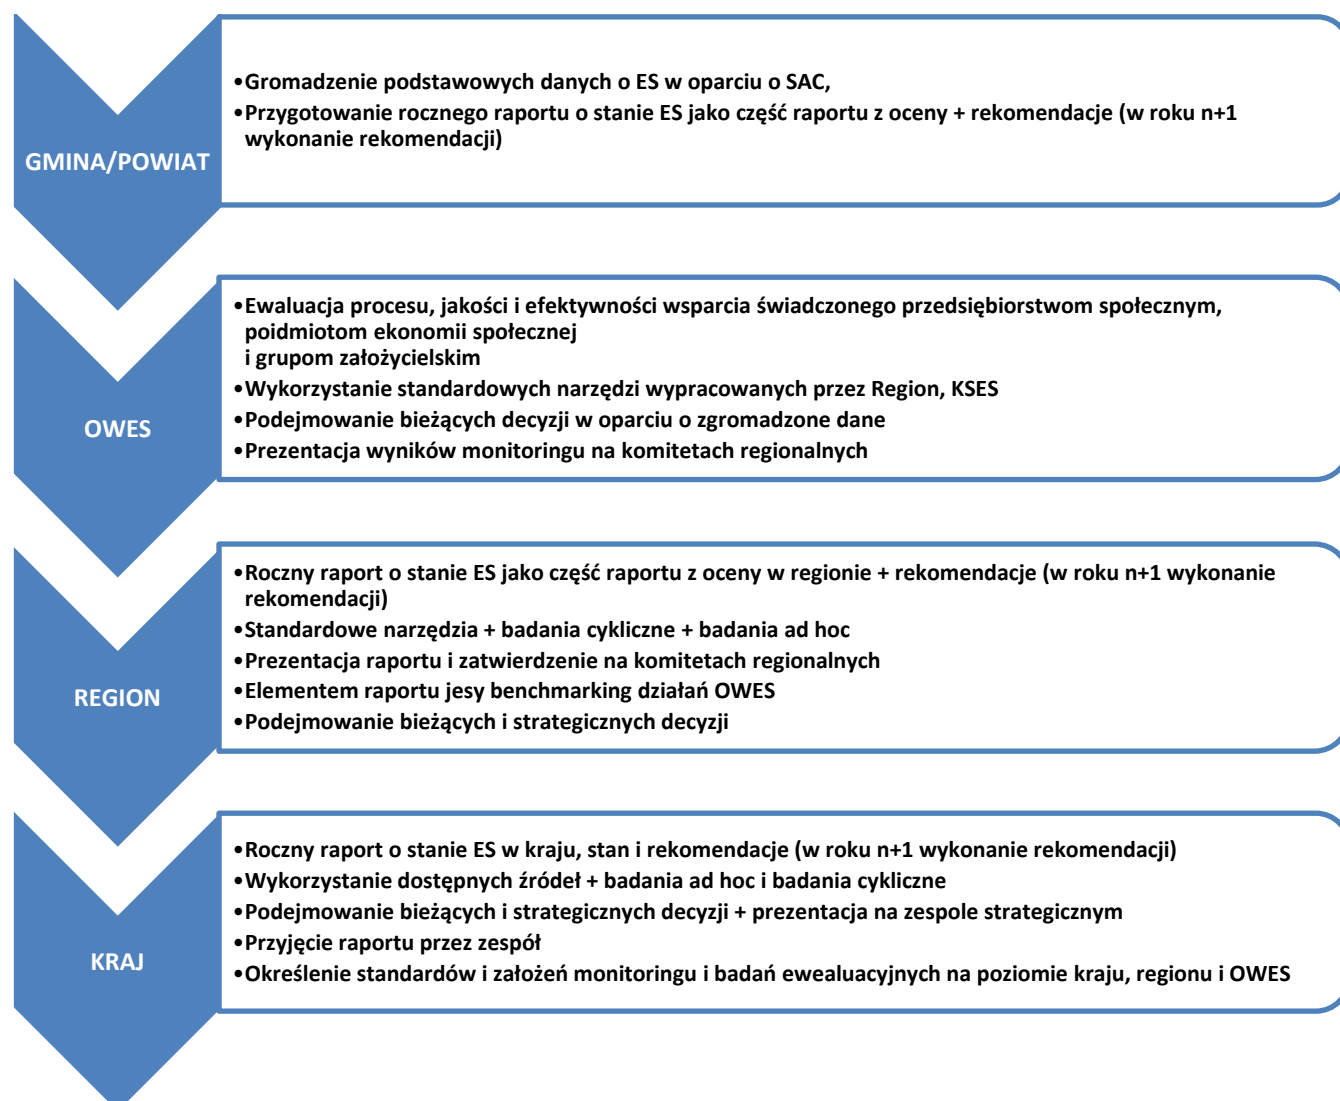 GMINA/POWIAT
•Gromadzenie podstawowych danych o ES w oparciu o SAC,
•Przygotowanie rocznego raportu o stanie ES jako część raportu z oceny + rekomendacje (w roku n+1
wykonanie rekomendacji)
OWES
•Ewaluacja procesu, jakości i efektywności wsparcia świadczonego przedsiębiorstwom społecznym,
poidmiotom ekonomii społecznej
i grupom założycielskim
•Wykorzystanie standardowych narzędzi wypracowanych przez Region, KSES
•Podejmowanie bieżących decyzji w oparciu o zgromadzone dane
•Prezentacja wyników monitoringu na komitetach regionalnych
REGION
•Roczny raport o stanie ES jako część raportu z oceny w regionie + rekomendacje (w roku n+1 wykonanie
rekomendacji)
•Standardowe narzędzia + badania cykliczne + badania ad hoc
•Prezentacja raportu i zatwierdzenie na komitetach regionalnych
•Elementem raportu jesy benchmarking działań OWES
•Podejmowanie bieżących i strategicznych decyzji
KRAJ
•Roczny raport o stanie ES w kraju, stan i rekomendacje (w roku n+1 wykonanie rekomendacji)
•Wykorzystanie dostępnych źródeł + badania ad hoc i badania cykliczne
•Podejmowanie bieżących i strategicznych decyzji + prezentacja na zespole strategicznym
•Przyjęcie raportu przez zespół
•Określenie standardów i założeń monitoringu i badań ewealuacyjnych na poziomie kraju, regionu i OWES